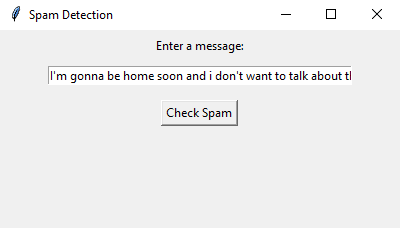 Spam Detection
Enter a message:
I'm gonna be home soon and i don't want to talk about
Check Spam